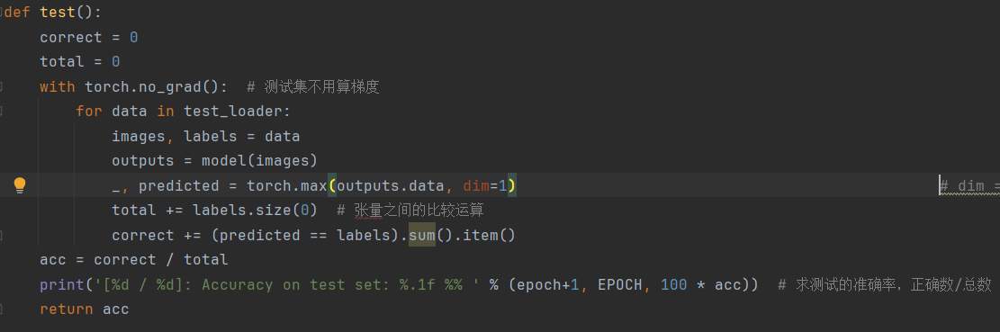 def test():
    correct = 0
    total = 0
    with torch.no_grad():  # 测试集不用算梯度
        for data in test_loader:
            images, labels = data
            outputs = model(images)
            _, predicted = torch.max(outputs.data, dim=1)  # dim =
            total += labels.size(0)  # 张量之间的比较运算
            correct += (predicted == labels).sum().item()
    acc = correct / total
    print('[%d / %d]: Accuracy on test set: %.1f %% ' % (epoch+1, EPOCH, 100 * acc))  # 求测试的准确率，正确数/总数
    return acc